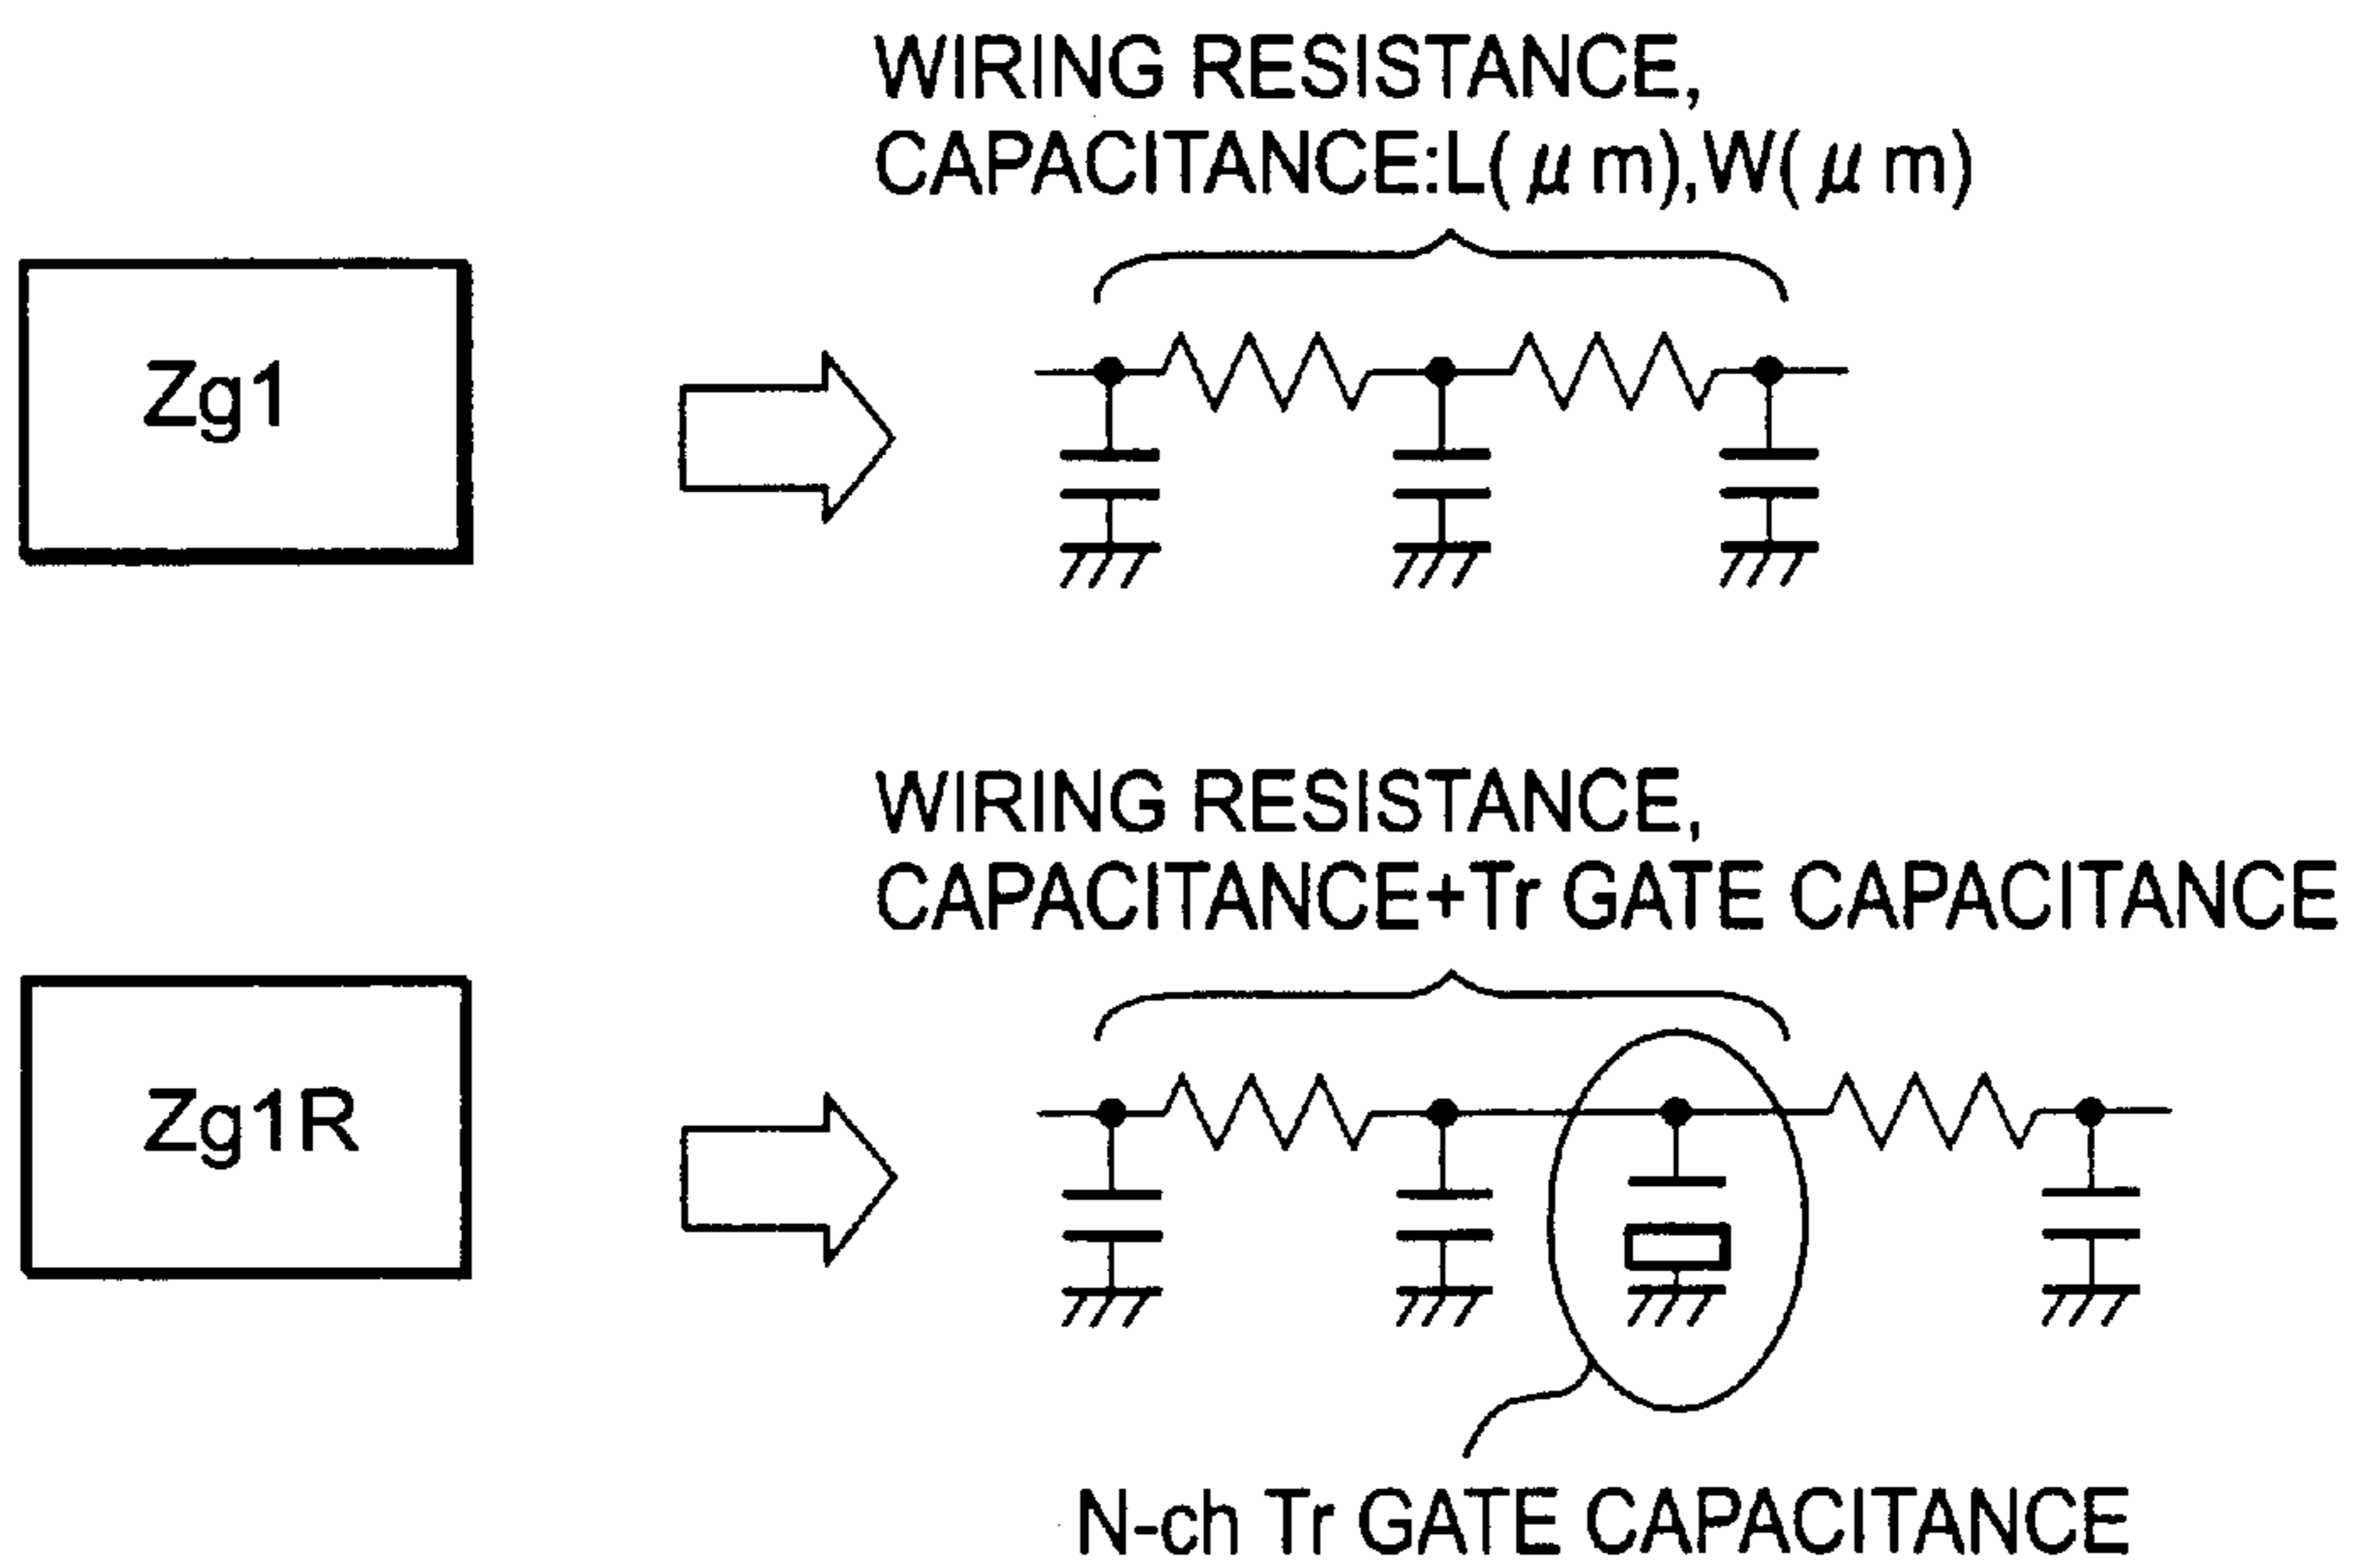 WIRING RESISTANCE,
CAPACITANCE:L(μm),W(μm)
Zg1
WIRING RESISTANCE,
CAPACITANCE+Tr GATE CAPACITANCE
Zg1R
N-ch Tr GATE CAPACITANCE